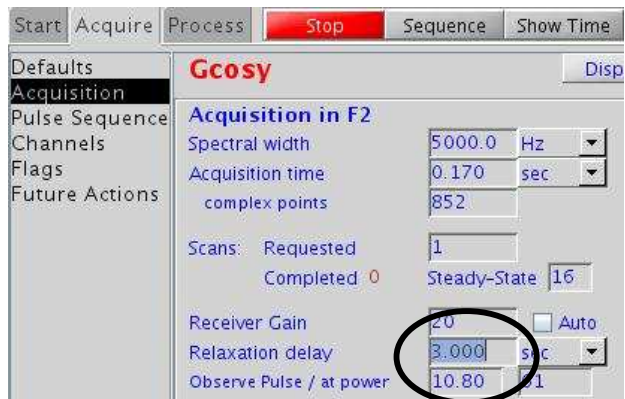 Start Acquire Process Stop Sequence Show Time
Defaults
Acquisition
Pulse Sequence
Channels
Flags
Future Actions
Gcosy Disp
Acquisition in F2
Spectral width 5000.0 Hz
Acquisition time 0.170 sec
complex points 852
Scans: Requested 1
Completed 0 Steady-State 16
Receiver Gain 20 Auto
Relaxation delay 3.000 sec
Observe Pulse / at power 10.80 61